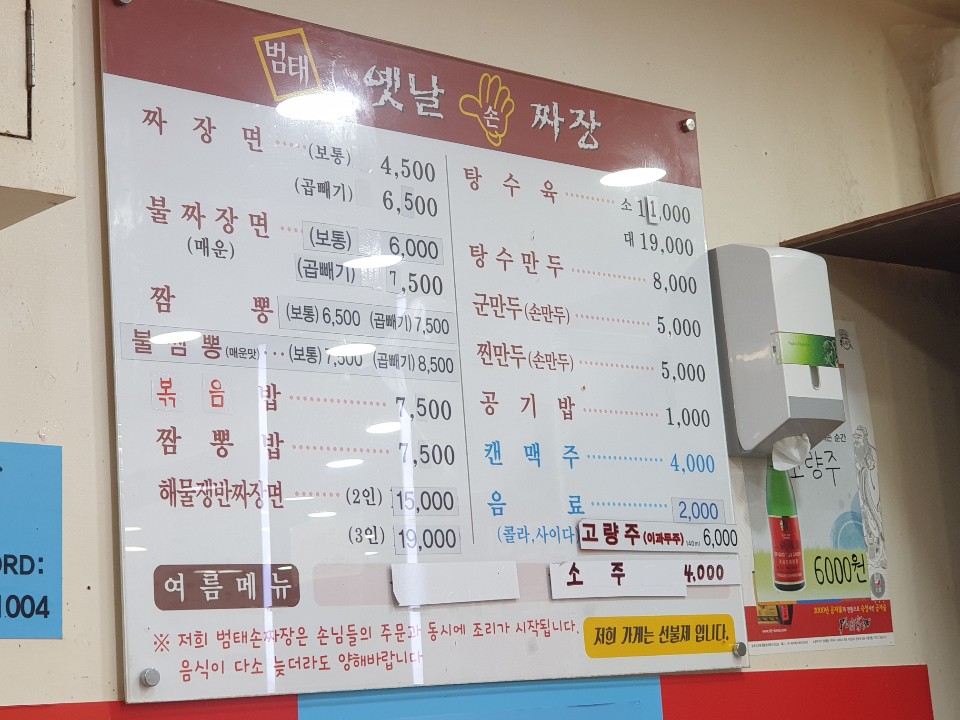 범태 옛날 손 짜장
짜장면 ····· (보통) 4,500
(곱빼기) 6,500
불짜장면 ···· (보통) 6,000
(매운) (곱빼기) 7,500
짬뽕 (보통) 6,500 (곱빼기) 7,500
불짬뽕 (매운맛) ···· (보통) 7,500 (곱빼기) 8,500
볶음밥 ·············· 7,500
짬뽕밥 ·············· 7,500
해물쟁반짜장면 ······· (2인) 15,000
(3인) 19,000
탕수육 ·········· 소 11,000
대 19,000
탕수만두 ··········· 8,000
군만두(손만두) ··········· 5,000
찐만두(손만두) ··········· 5,000
공기밥 ··········· 1,000
캔맥주 ··········· 4,000
음료 ··········· 2,000
(콜라,사이다)
고량주 (이과두주) 140ml 6,000
소주 4,000
여름메뉴
※ 저희 범태손짜장은 손님들의 주문과 동시에 조리가 시작됩니다.
음식이 다소 늦더라도 양해바랍니다
저희 가게는 선불제 입니다.
ORD:
1004
순간
고량주
6000원